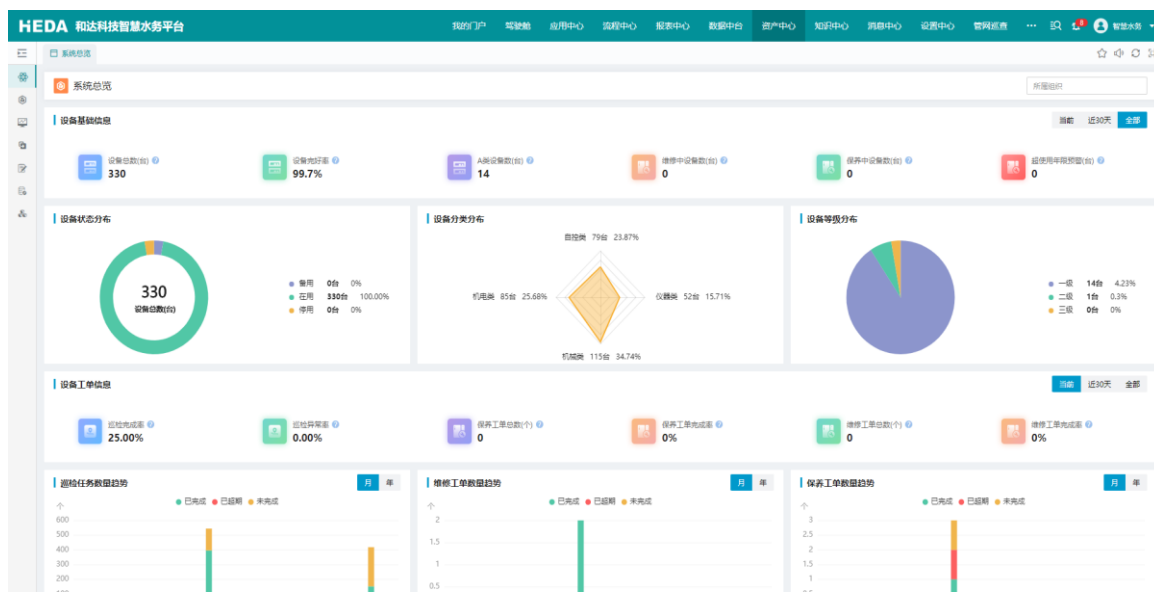 HEDA 和达科技智慧水务平台 我的门户 驾驶舱 应用中心 流程中心 报表中心 数据中台 资产中心 知识中心 消息中心 设置中心 管网巡查 ... 8 智慧水务
系统总览
系统总览 所属组织
设备基础信息 当前 近30天 全部
设备总数(台) 设备完好率 A类设备数(台) 维修中设备数(台) 保养中设备数(台) 超使用年限预警(台)
330 99.7% 14 0 0 0
设备状态分布 设备分类分布 设备等级分布
自控类 79台 23.87%
330
设备总数(台)
备用 0台 0%
在用 330台 100.00%
停用 0台 0%
机电类 85台 25.68% 仪器类 52台 15.71%
机械类 115台 34.74%
一级 14台 4.23%
二级 1台 0.3%
三级 0台 0%
设备工单信息 当前 近30天 全部
巡检完成率 巡检异常率 保养工单总数(个) 保养工单完成率 维修工单总数(个) 维修工单完成率
25.00% 0.00% 0 0% 0 0%
巡检任务数量趋势 月 年 维修工单数量趋势 月 年 保养工单数量趋势 月 年
个 已完成 已超期 未完成 个 已完成 已超期 未完成 个 已完成 已超期 未完成
600
500
400
300
200
100
2
1.5
1
0.5
3
2.5
2
1.5
1
0.5